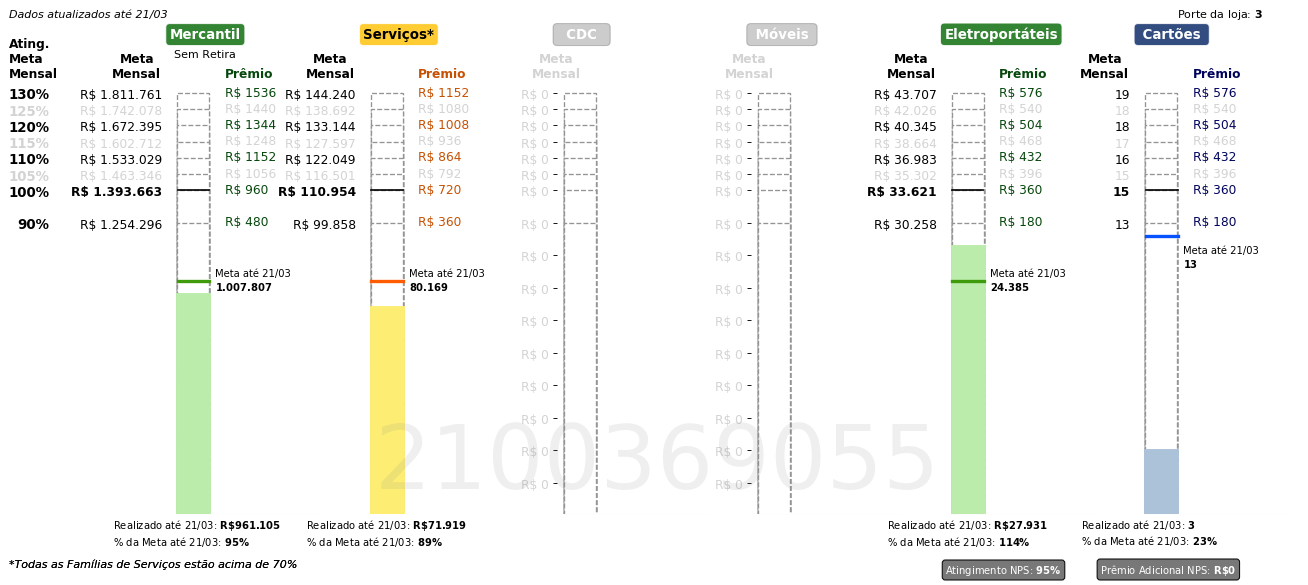 Dados atualizados até 21/03
Porte da loja: 3
Mercantil
Serviços*
CDC
Móveis
Eletroportáteis
Cartões
Sem Retira
Ating. Meta Mensal
Meta Mensal
Prêmio
Meta Mensal
Prêmio
Meta Mensal
Meta Mensal
Meta Mensal
Prêmio
Meta Mensal
Prêmio
130% R$ 1.811.761 R$ 1536 R$ 144.240 R$ 1152 R$ 0 R$ 0 R$ 43.707 R$ 576 19 R$ 576
125% R$ 1.742.078 R$ 1440 R$ 138.692 R$ 1080 R$ 0 R$ 0 R$ 42.026 R$ 540 18 R$ 540
120% R$ 1.672.395 R$ 1344 R$ 133.144 R$ 1008 R$ 0 R$ 0 R$ 40.345 R$ 504 18 R$ 504
115% R$ 1.602.712 R$ 1248 R$ 127.597 R$ 936 R$ 0 R$ 0 R$ 38.664 R$ 468 17 R$ 468
110% R$ 1.533.029 R$ 1152 R$ 122.049 R$ 864 R$ 0 R$ 0 R$ 36.983 R$ 432 16 R$ 432
105% R$ 1.463.346 R$ 1056 R$ 116.501 R$ 792 R$ 0 R$ 0 R$ 35.302 R$ 396 15 R$ 396
100% R$ 1.393.663 R$ 960 R$ 110.954 R$ 720 R$ 0 R$ 0 R$ 33.621 R$ 360 15 R$ 360
90% R$ 1.254.296 R$ 480 R$ 99.858 R$ 360 R$ 0 R$ 0 R$ 30.258 R$ 180 13 R$ 180
R$ 0 R$ 0
Meta até 21/03
13
Meta até 21/03
1.007.807
Meta até 21/03
80.169
Meta até 21/03
24.385
R$ 0 R$ 0
R$ 0 R$ 0
R$ 0 R$ 0
R$ 0 R$ 0
R$ 0 R$ 0
R$ 0 R$ 0
R$ 0 R$ 0
2100369055
Realizado até 21/03: R$961.105
% da Meta até 21/03: 95%
Realizado até 21/03: R$71.919
% da Meta até 21/03: 89%
Realizado até 21/03: R$27.931
% da Meta até 21/03: 114%
Realizado até 21/03: 3
% da Meta até 21/03: 23%
*Todas as Famílias de Serviços estão acima de 70%
Atingimento NPS: 95%
Prêmio Adicional NPS: R$0